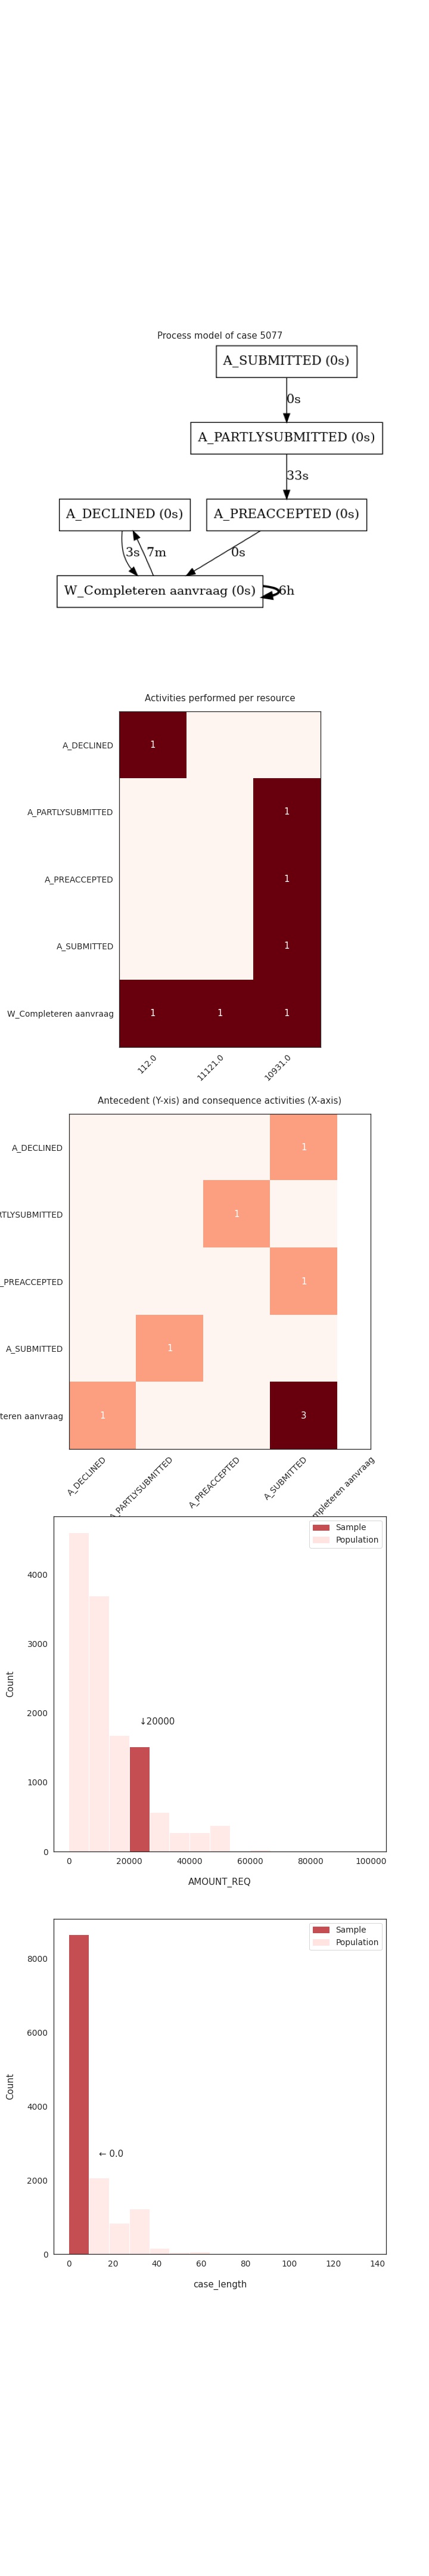 Process model of case 5077
A_SUBMITTED (0s)
0s
A_PARTLYSUBMITTED (0s)
33s
A_DECLINED (0s)
A_PREACCEPTED (0s)
3s
7m
0s
W_Completeren aanvraag (0s)
6h
Activities performed per resource
A_DECLINED
1
A_PARTLYSUBMITTED
1
A_PREACCEPTED
1
A_SUBMITTED
1
W_Completeren aanvraag
1 1 1
112.0
11121.0
10931.0
Antecedent (Y-xis) and consequence activities (X-axis)
A_DECLINED
1
RTLYSUBMITTED
1
_PREACCEPTED
1
A_SUBMITTED
1
teren aanvraag
1 3
A_DECLINED
A_PARTLYSUBMITTED
A_PREACCEPTED
A_SUBMITTED
mpleteren aanvraag
Sample
Population
4000
3000
2000
1000
0
Count
↓20000
0 20000 40000 60000 80000 100000
AMOUNT_REQ
Sample
Population
8000
6000
4000
2000
0
Count
← 0.0
0 20 40 60 80 100 120 140
case_length